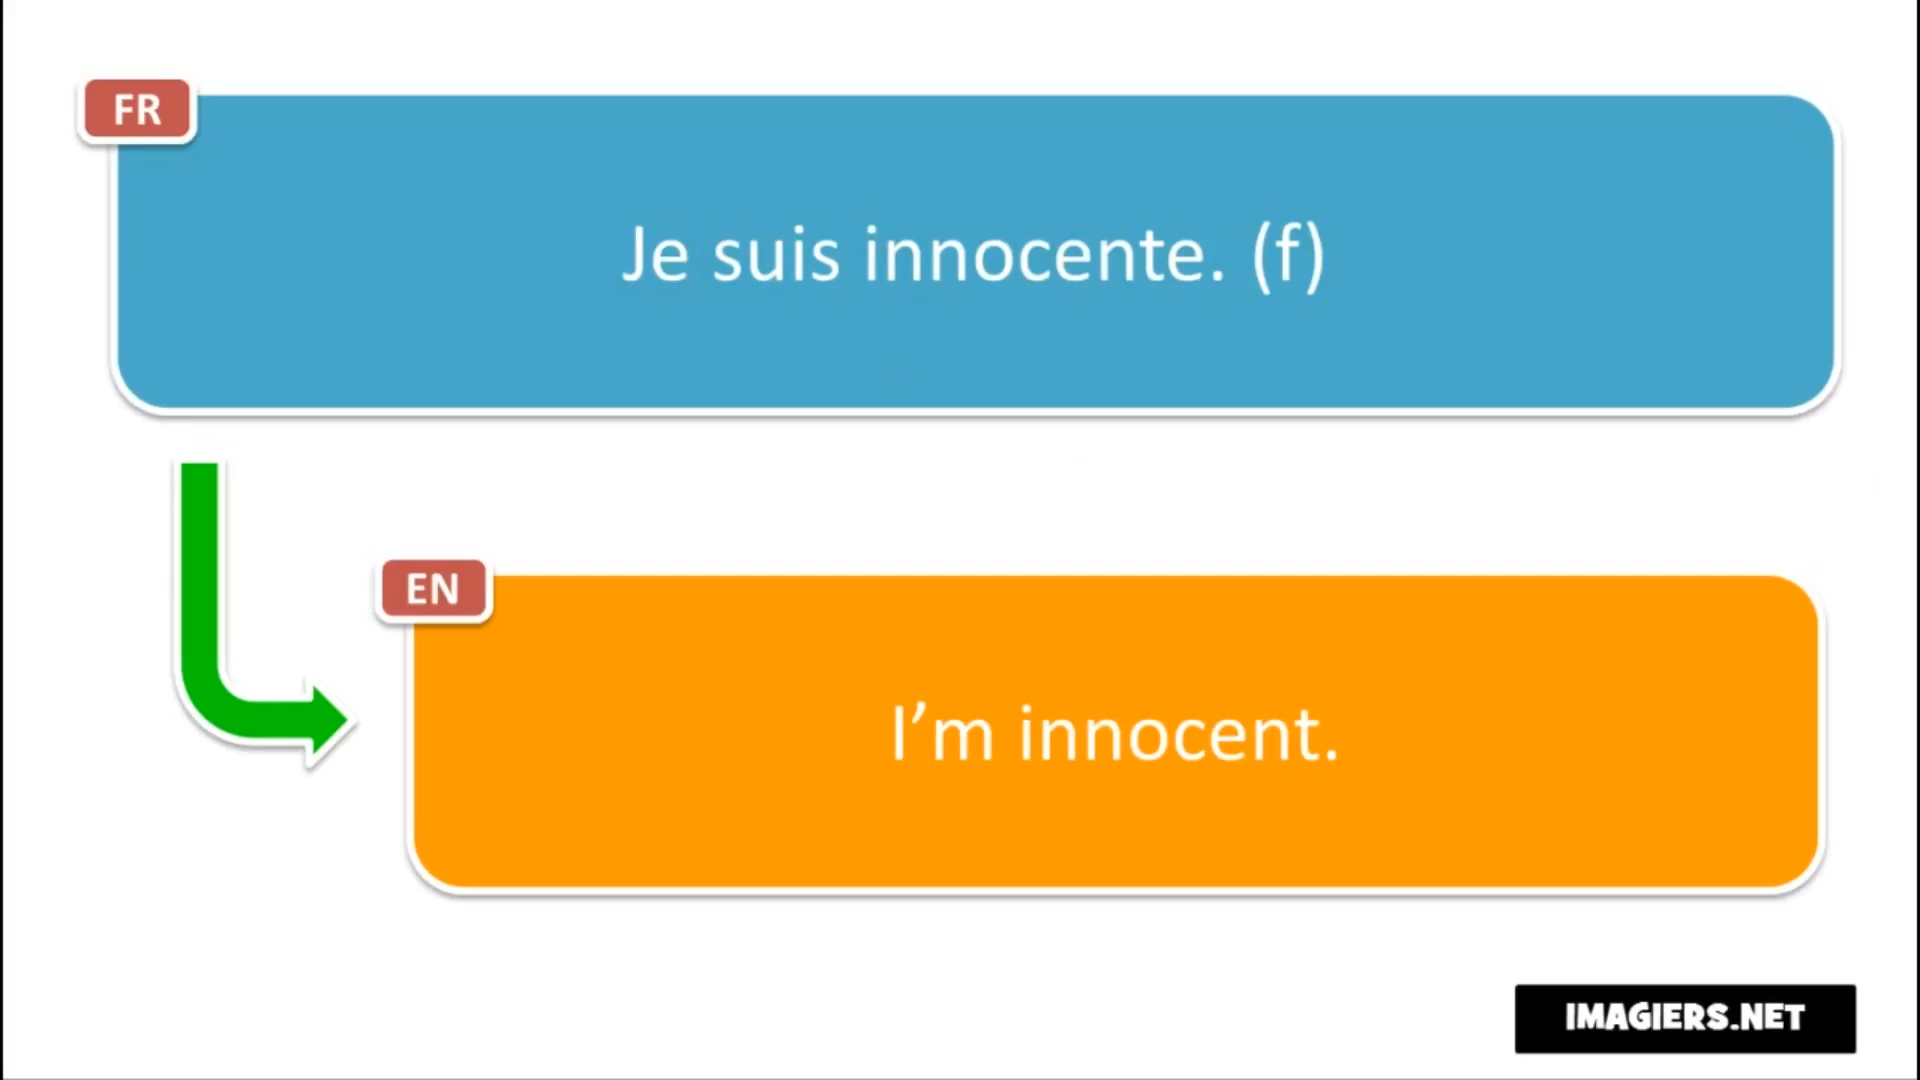 FR
Je suis innocente. (f)
EN
I’m innocent.
IMAGIERS.NET